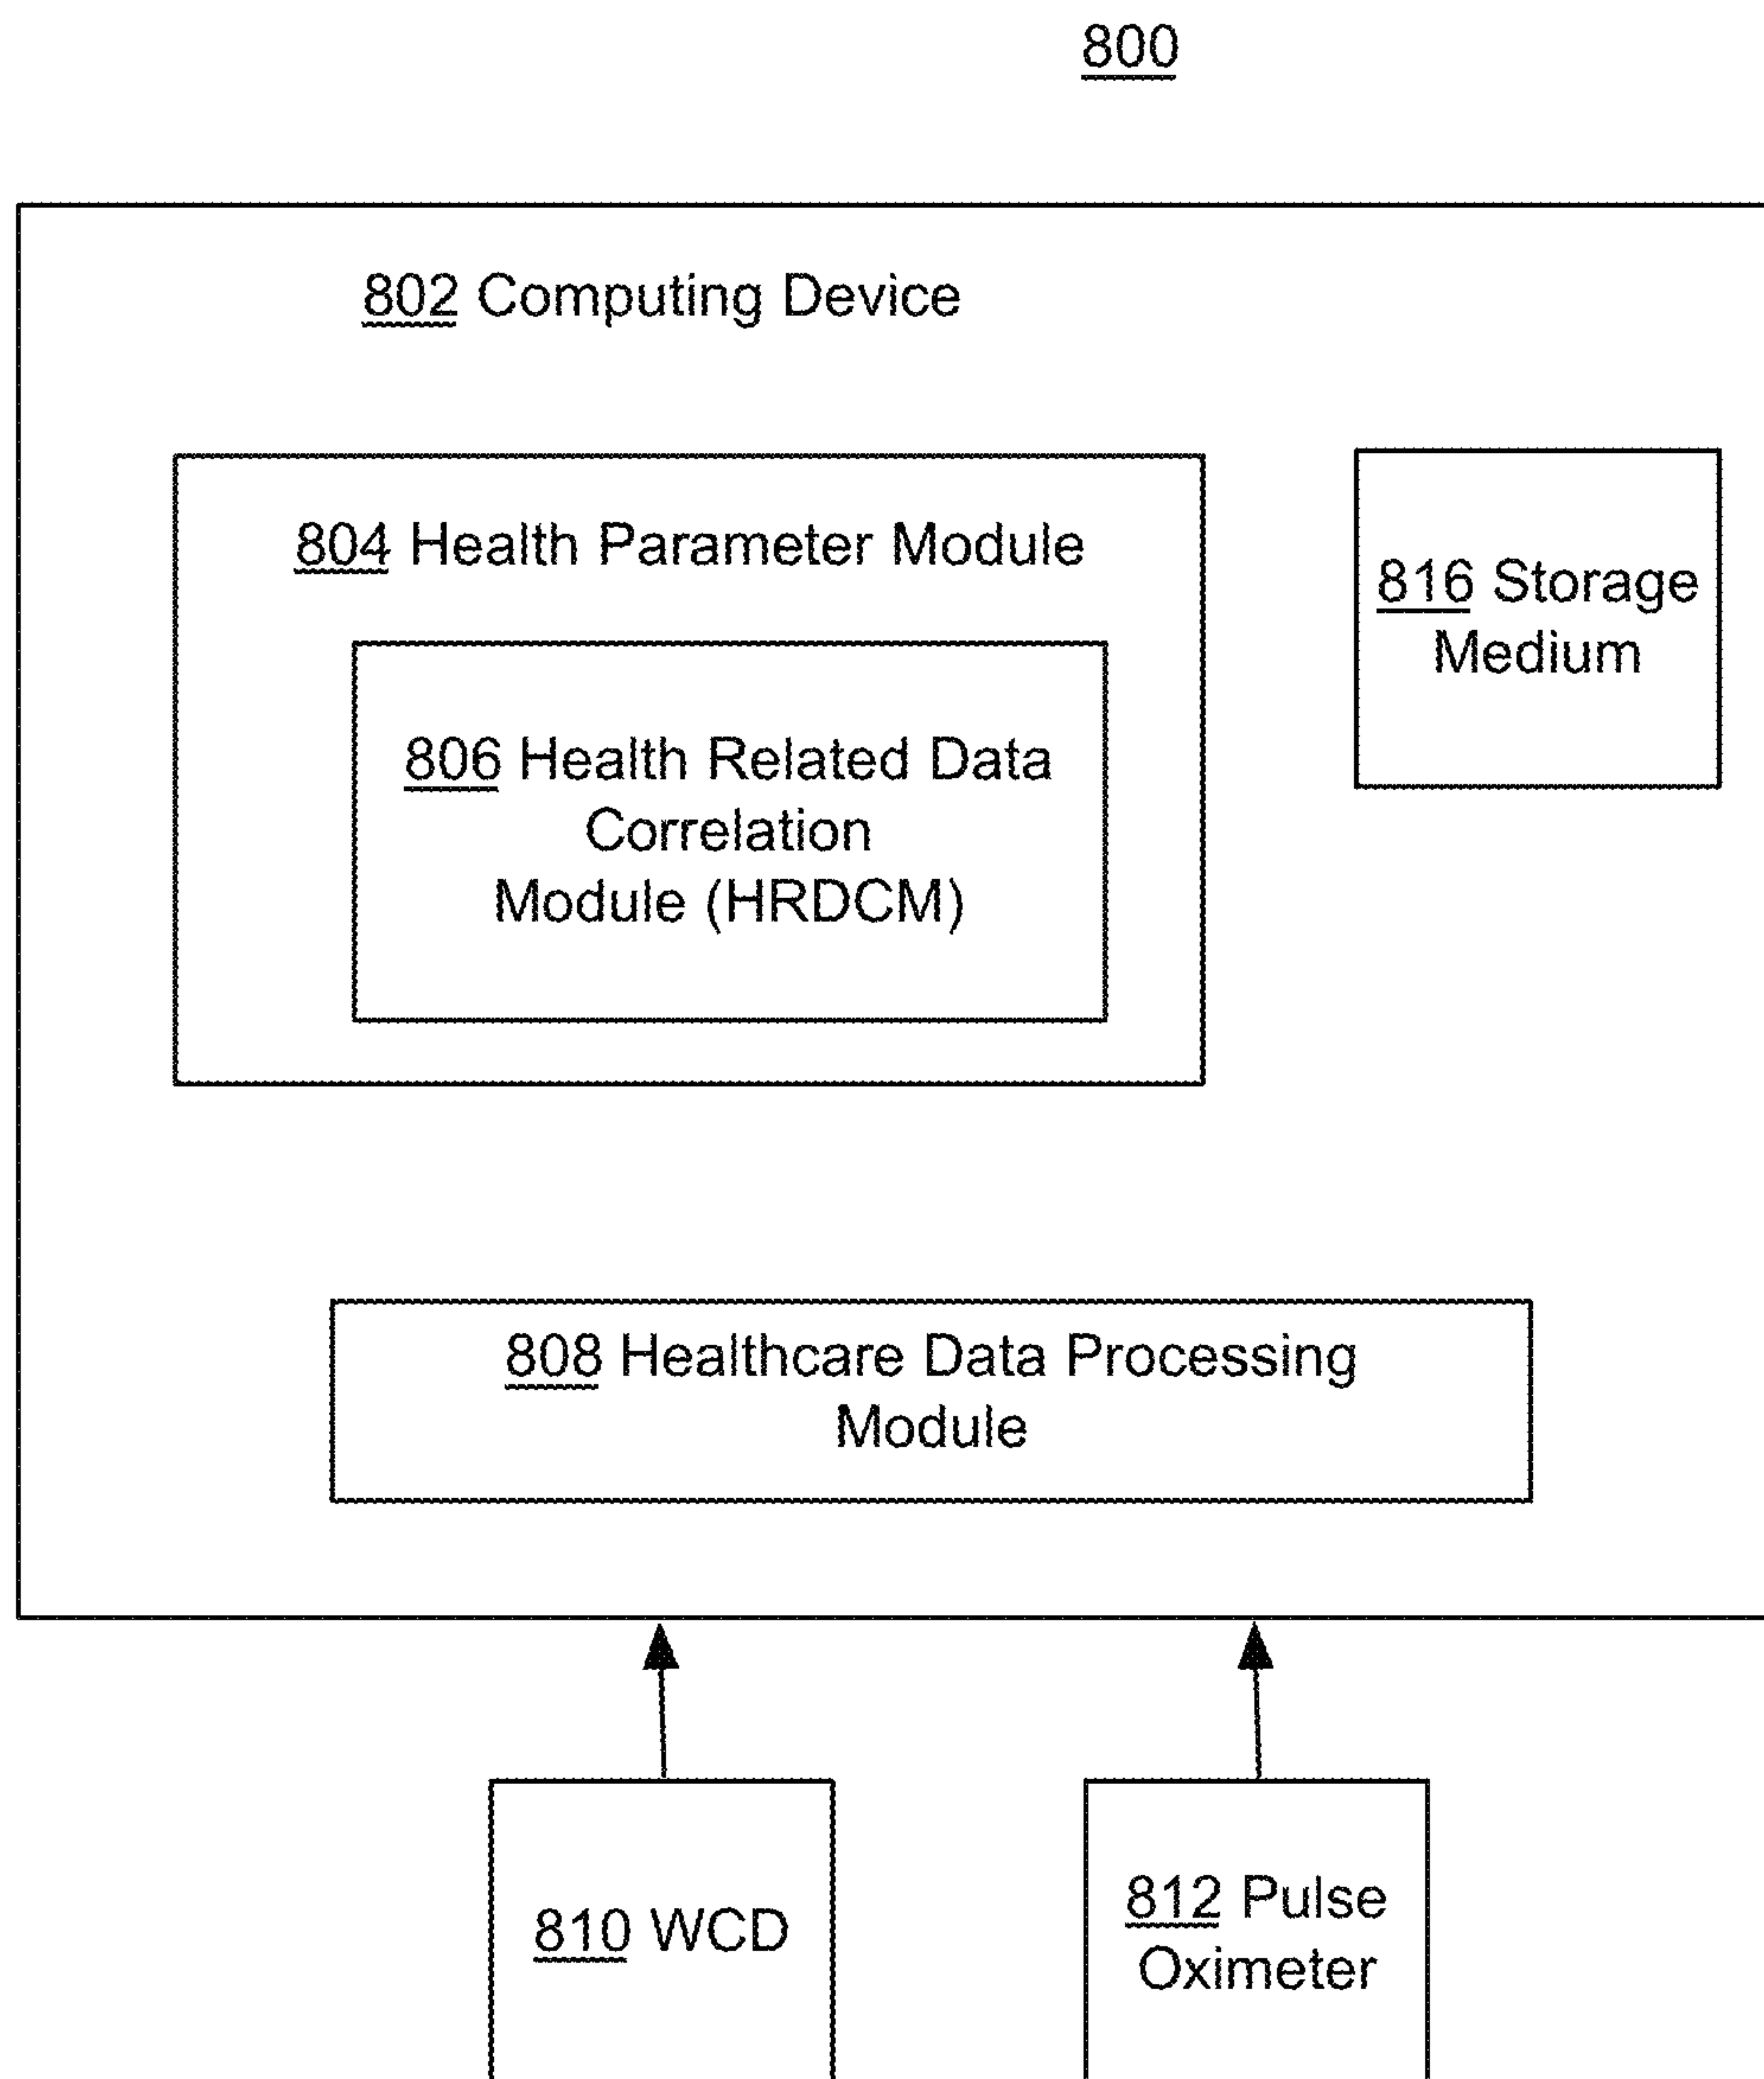 800
802 Computing Device
804 Health Parameter Module
816 Storage
Medium
806 Health Related Data
Correlation
Module (HRDCM)
808 Healthcare Data Processing
Module
810 WCD
812 Pulse
Oximeter